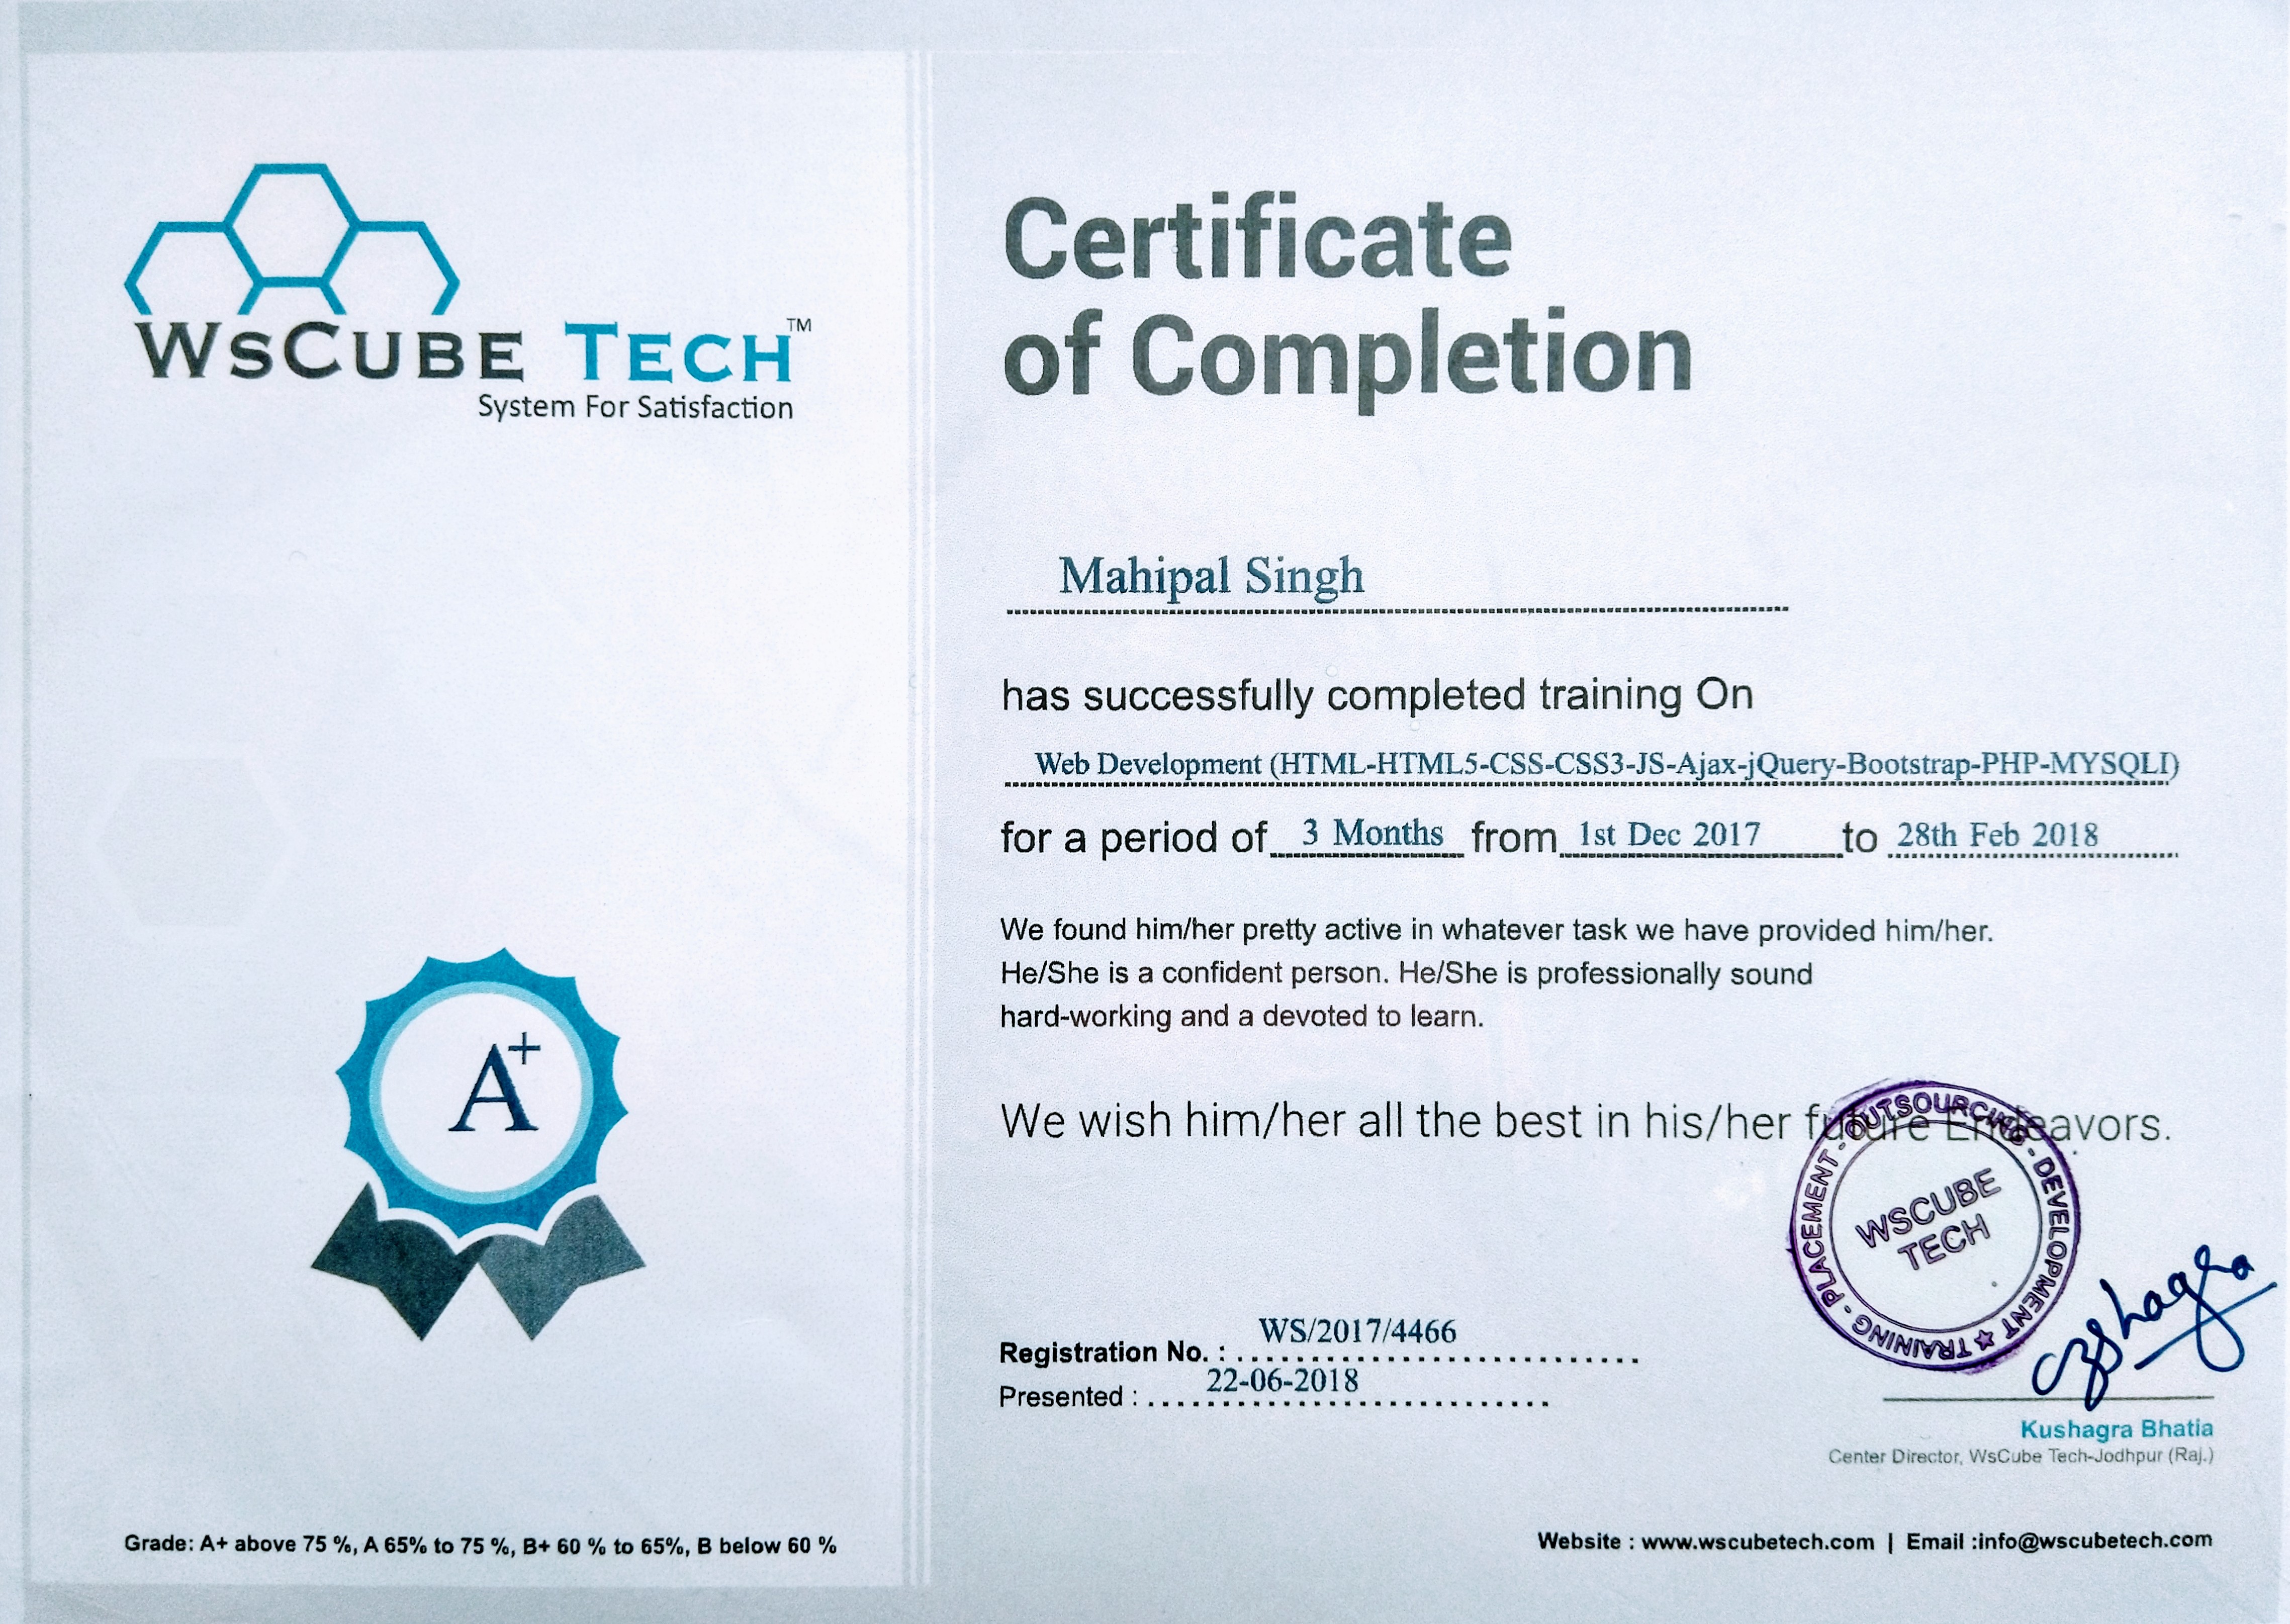 WsCube Tech™
System For Satisfaction
Certificate
of Completion
Mahipal Singh
has successfully completed training On
Web Development (HTML-HTML5-CSS-CSS3-JS-Ajax-jQuery-Bootstrap-PHP-MYSQLI)
for a period of 3 Months from 1st Dec 2017 to 28th Feb 2018
We found him/her pretty active in whatever task we have provided him/her.
He/She is a confident person. He/She is professionally sound
hard-working and a devoted to learn.
A+
We wish him/her all the best in his/her future Endeavors.
PLACEMENT - OUTSOURCING - DEVELOPMENT ★ TRAINING -
WSCUBE
TECH
Registration No. : WS/2017/4466
Presented : 22-06-2018
Kushagra
Kushagra Bhatia
Center Director, WsCube Tech-Jodhpur (Raj.)
Grade: A+ above 75 %, A 65% to 75 %, B+ 60 % to 65%, B below 60 %
Website : www.wscubetech.com | Email :info@wscubetech.com